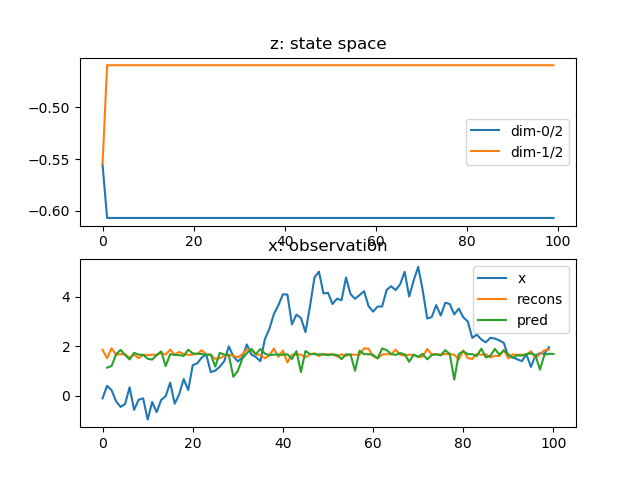 z: state space
−0.50
−0.55
−0.60
dim-0/2
dim-1/2
0 20 40 60 80 100
x: observation
4
2
0
x
recons
pred
0 20 40 60 80 100